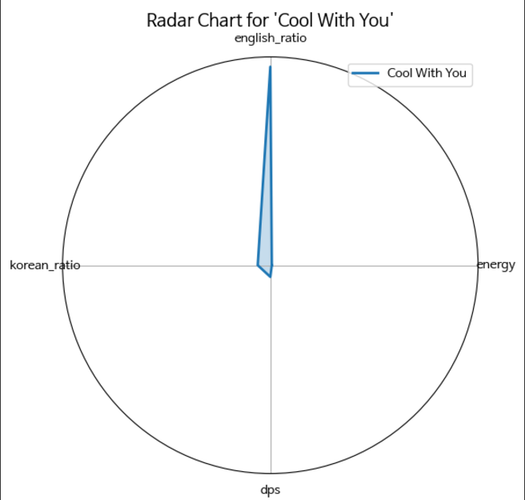 Radar Chart for 'Cool With You'
english_ratio
Cool With You
korean_ratio
energy
dps